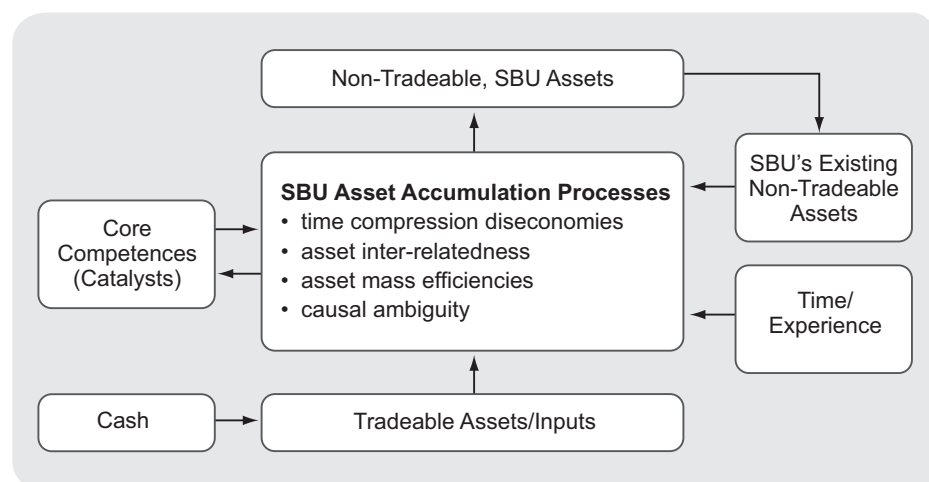 Non-Tradeable, SBU Assets
SBU Asset Accumulation Processes
• time compression diseconomies
• asset inter-relatedness
• asset mass efficiencies
• causal ambiguity
SBU's Existing
Non-Tradeable
Assets
Core
Competences
(Catalysts)
Time/
Experience
Cash
Tradeable Assets/Inputs